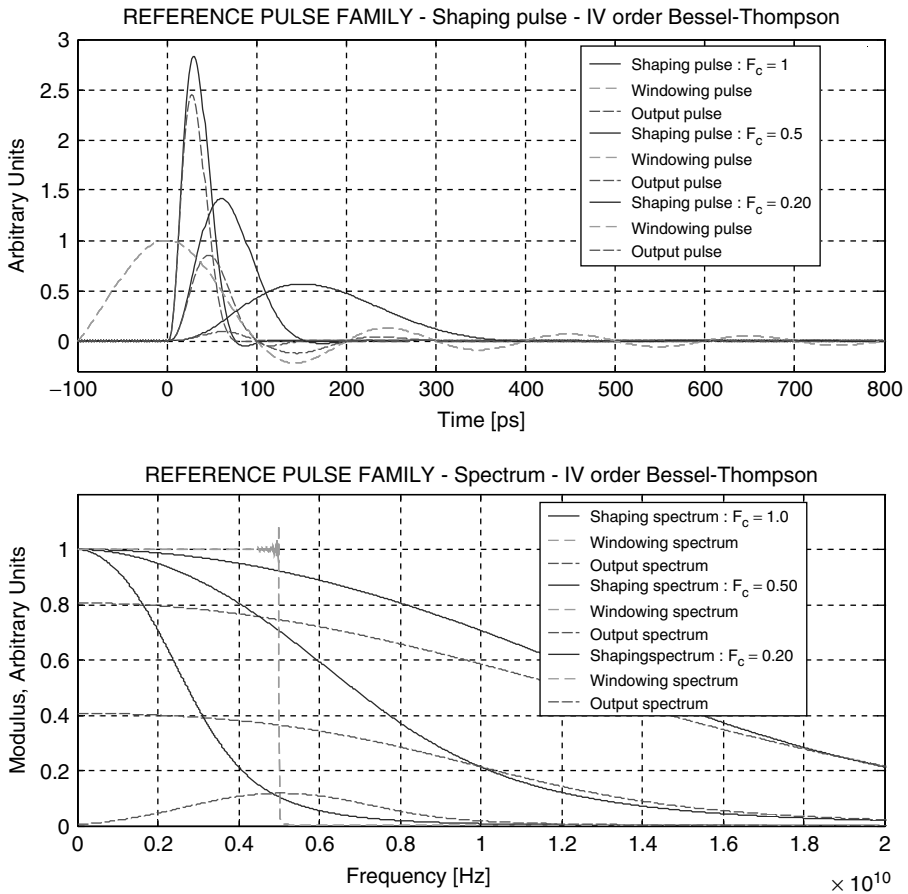 REFERENCE PULSE FAMILY - Shaping pulse - IV order Bessel-Thompson
Arbitrary Units
3
2.5
2
1.5
1
0.5
0
Shaping pulse : Fc = 1
Windowing pulse
Output pulse
Shaping pulse : Fc = 0.5
Windowing pulse
Output pulse
Shaping pulse : Fc = 0.20
Windowing pulse
Output pulse
−100 0 100 200 300 400 500 600 700 800
Time [ps]
REFERENCE PULSE FAMILY - Spectrum - IV order Bessel-Thompson
Modulus, Arbitrary Units
1
0.8
0.6
0.4
0.2
0
Shaping spectrum : Fc = 1.0
Windowing spectrum
Output spectrum
Shaping spectrum : Fc = 0.50
Windowing spectrum
Output spectrum
Shapingspectrum : Fc = 0.20
Windowing spectrum
Output spectrum
0 0.2 0.4 0.6 0.8 1 1.2 1.4 1.6 1.8 2
Frequency [Hz]
× 10^10